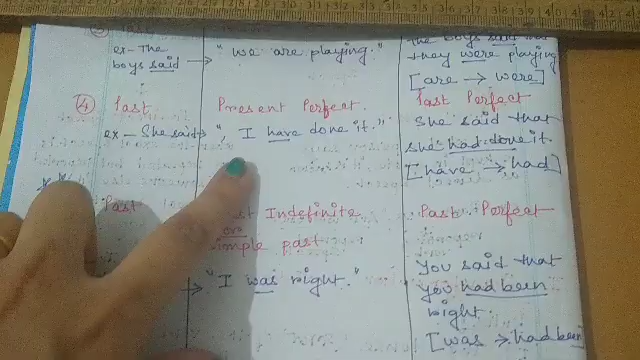 ex- The boys said →
"We are playing."
the boys said that
they were playing
[are → were]
④ Past
Present Perfect
Past Perfect
ex- She said → , "I have done it."
She said that
she had done it
[have → had]
Past
Indefinite
or
simple past
Past Perfect
→ "I was right."
You said that
you had been
right
[was → had been]